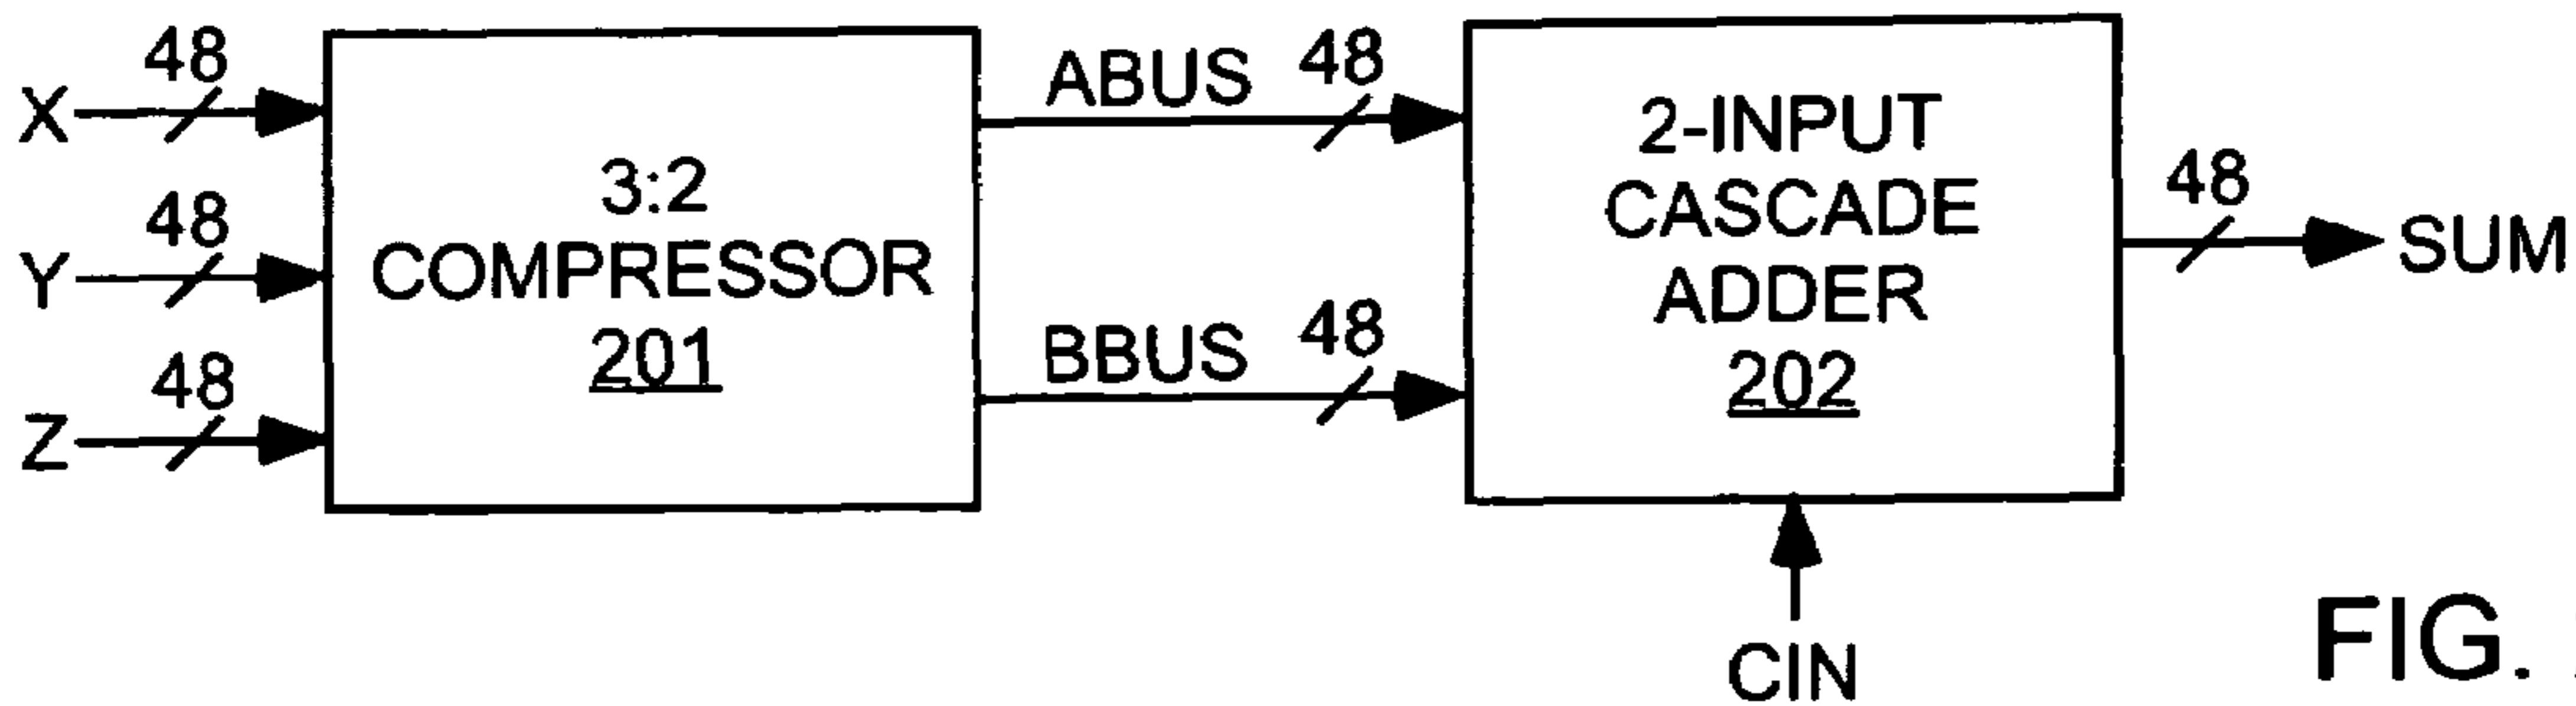 48
X
48
Y
48
Z
3:2
COMPRESSOR
201
ABUS 48
BBUS 48
2-INPUT
CASCADE
ADDER
202
CIN
48
SUM
FIG.